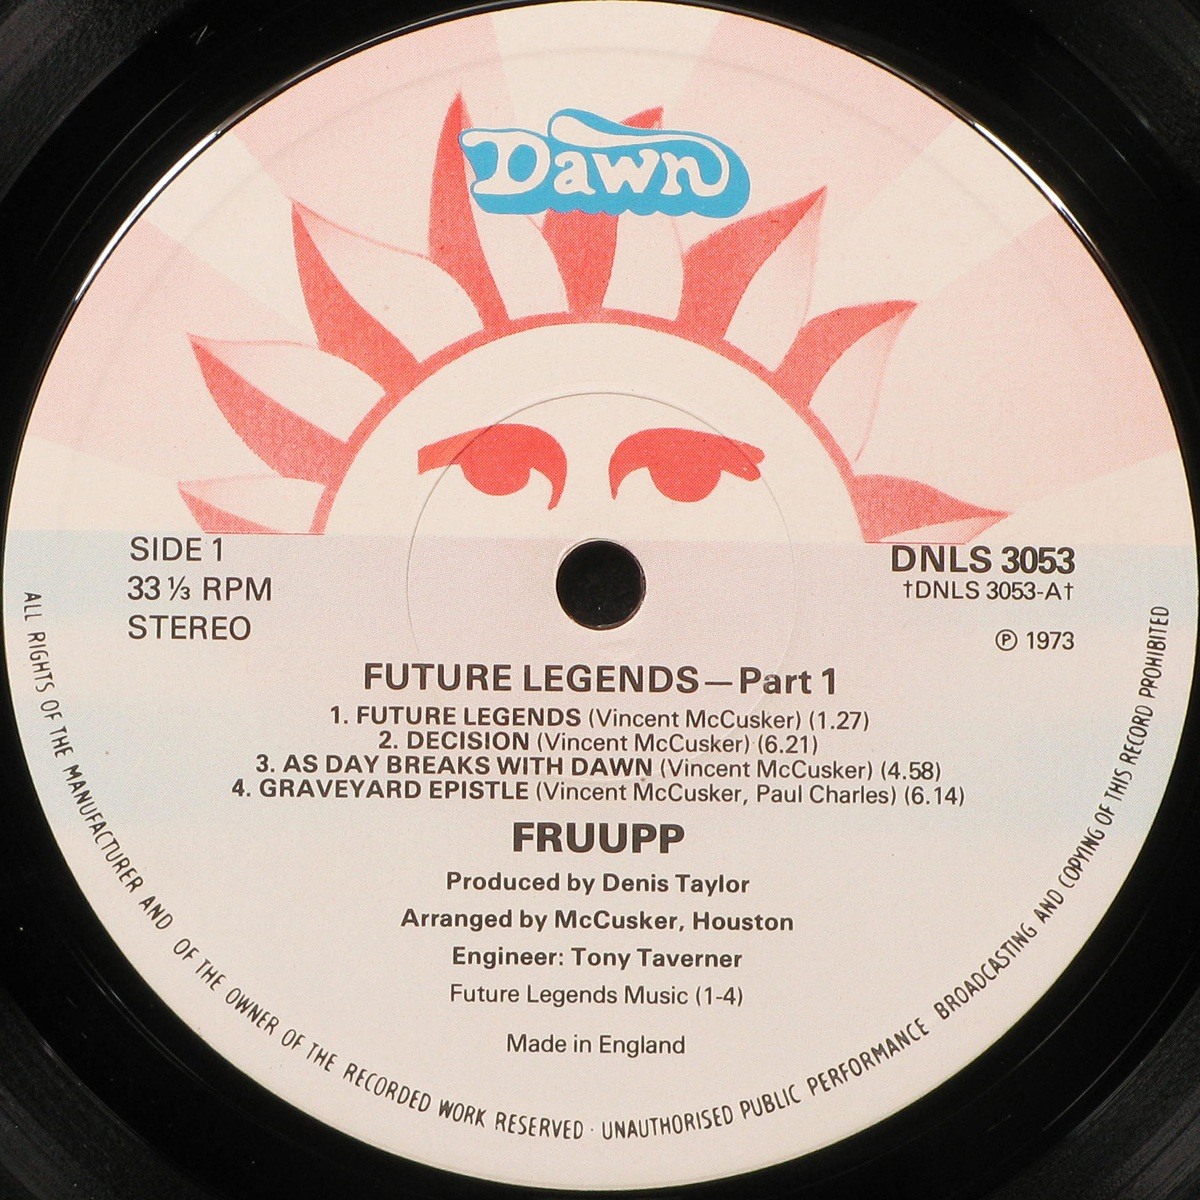 Dawn
SIDE 1
33 ⅓ RPM
STEREO
DNLS 3053
†DNLS 3053-A†
℗ 1973
FUTURE LEGENDS—Part 1
1. FUTURE LEGENDS (Vincent McCusker) (1.27)
2. DECISION (Vincent McCusker) (6.21)
3. AS DAY BREAKS WITH DAWN (Vincent McCusker) (4.58)
4. GRAVEYARD EPISTLE (Vincent McCusker, Paul Charles) (6.14)
FRUUPP
Produced by Denis Taylor
Arranged by McCusker, Houston
Engineer: Tony Taverner
Future Legends Music (1-4)
Made in England
ALL RIGHTS OF THE MANUFACTURER AND OF THE OWNER OF THE RECORDED WORK RESERVED · UNAUTHORISED PUBLIC PERFORMANCE BROADCASTING AND COPYING OF THIS RECORD PROHIBITED